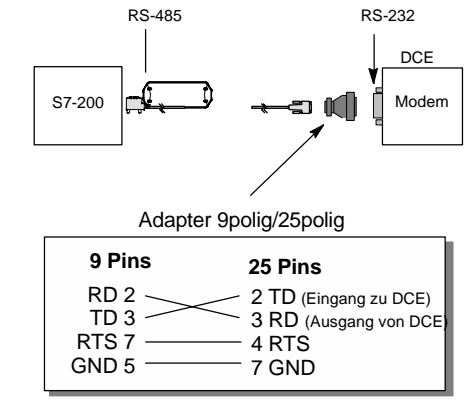 RS-485
RS-232
DCE
S7-200
Modem
Adapter 9polig/25polig
9 Pins
25 Pins
RD 2
2 TD (Eingang zu DCE)
TD 3
3 RD (Ausgang von DCE)
RTS 7
4 RTS
GND 5
7 GND